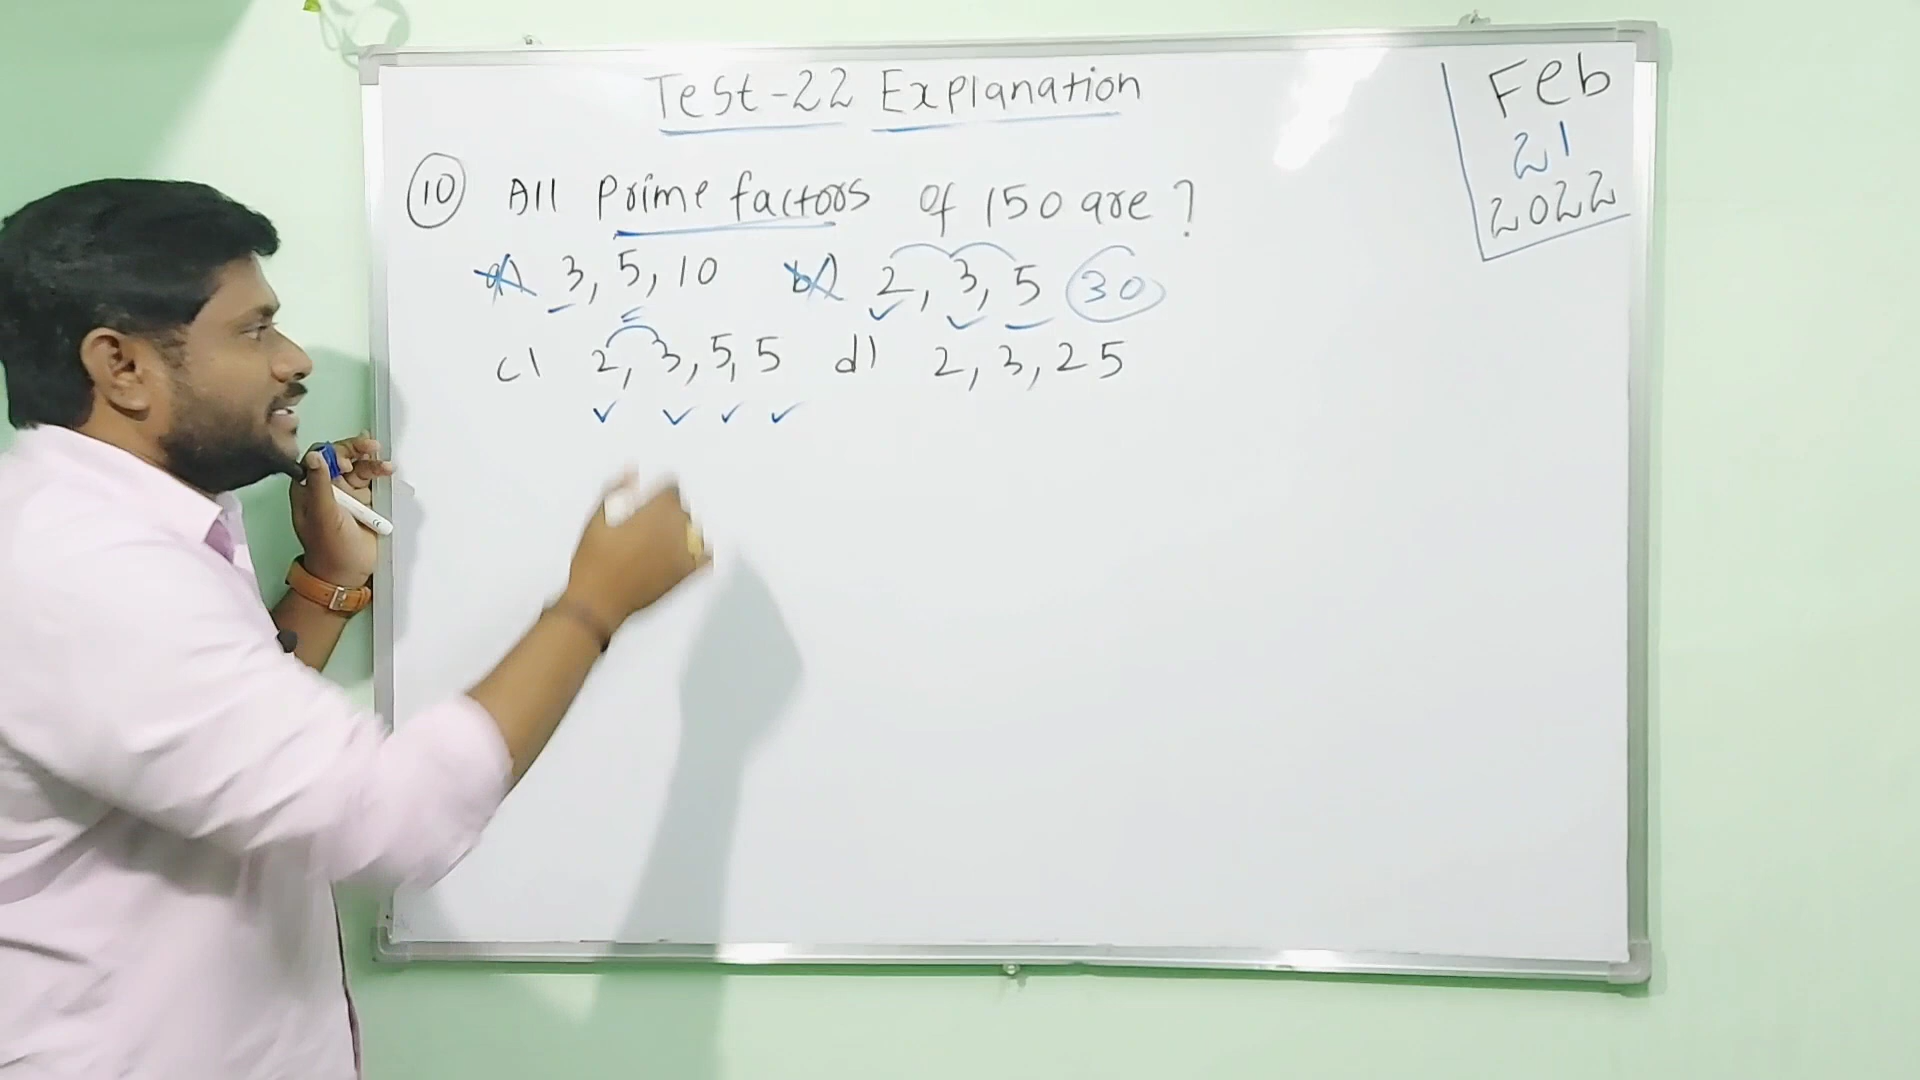 Test-22 Explanation
Feb
21
2022
10 All Prime factors of 150 are ?
a) 3, 5, 10 b) 2, 3, 5 30
c) 2, 3, 5, 5 d) 2, 3, 25